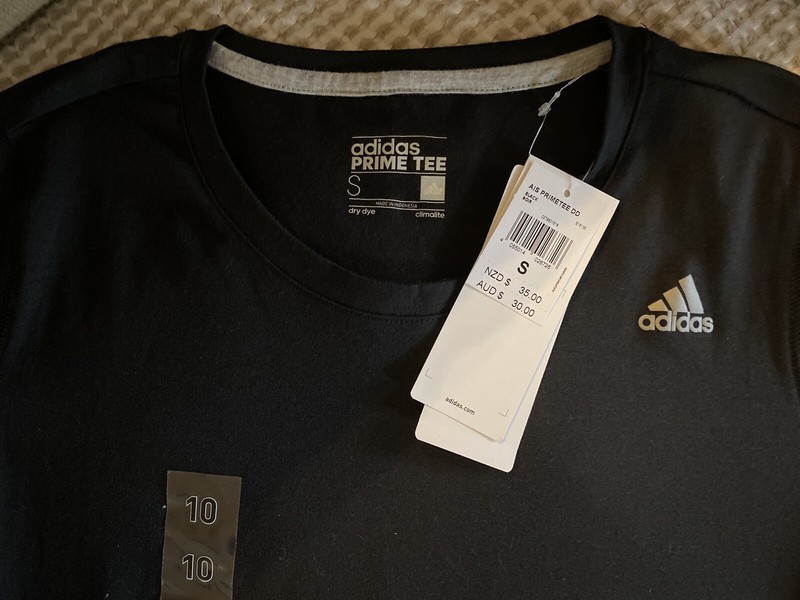 adidas
PRIME TEE
S
MADE IN INDONESIA
dry dye climalite
AIS PRIMETEE DD
BLACK
S
NZD $ 35.00
AUD $ 30.00
adidas.com
adidas
10
10